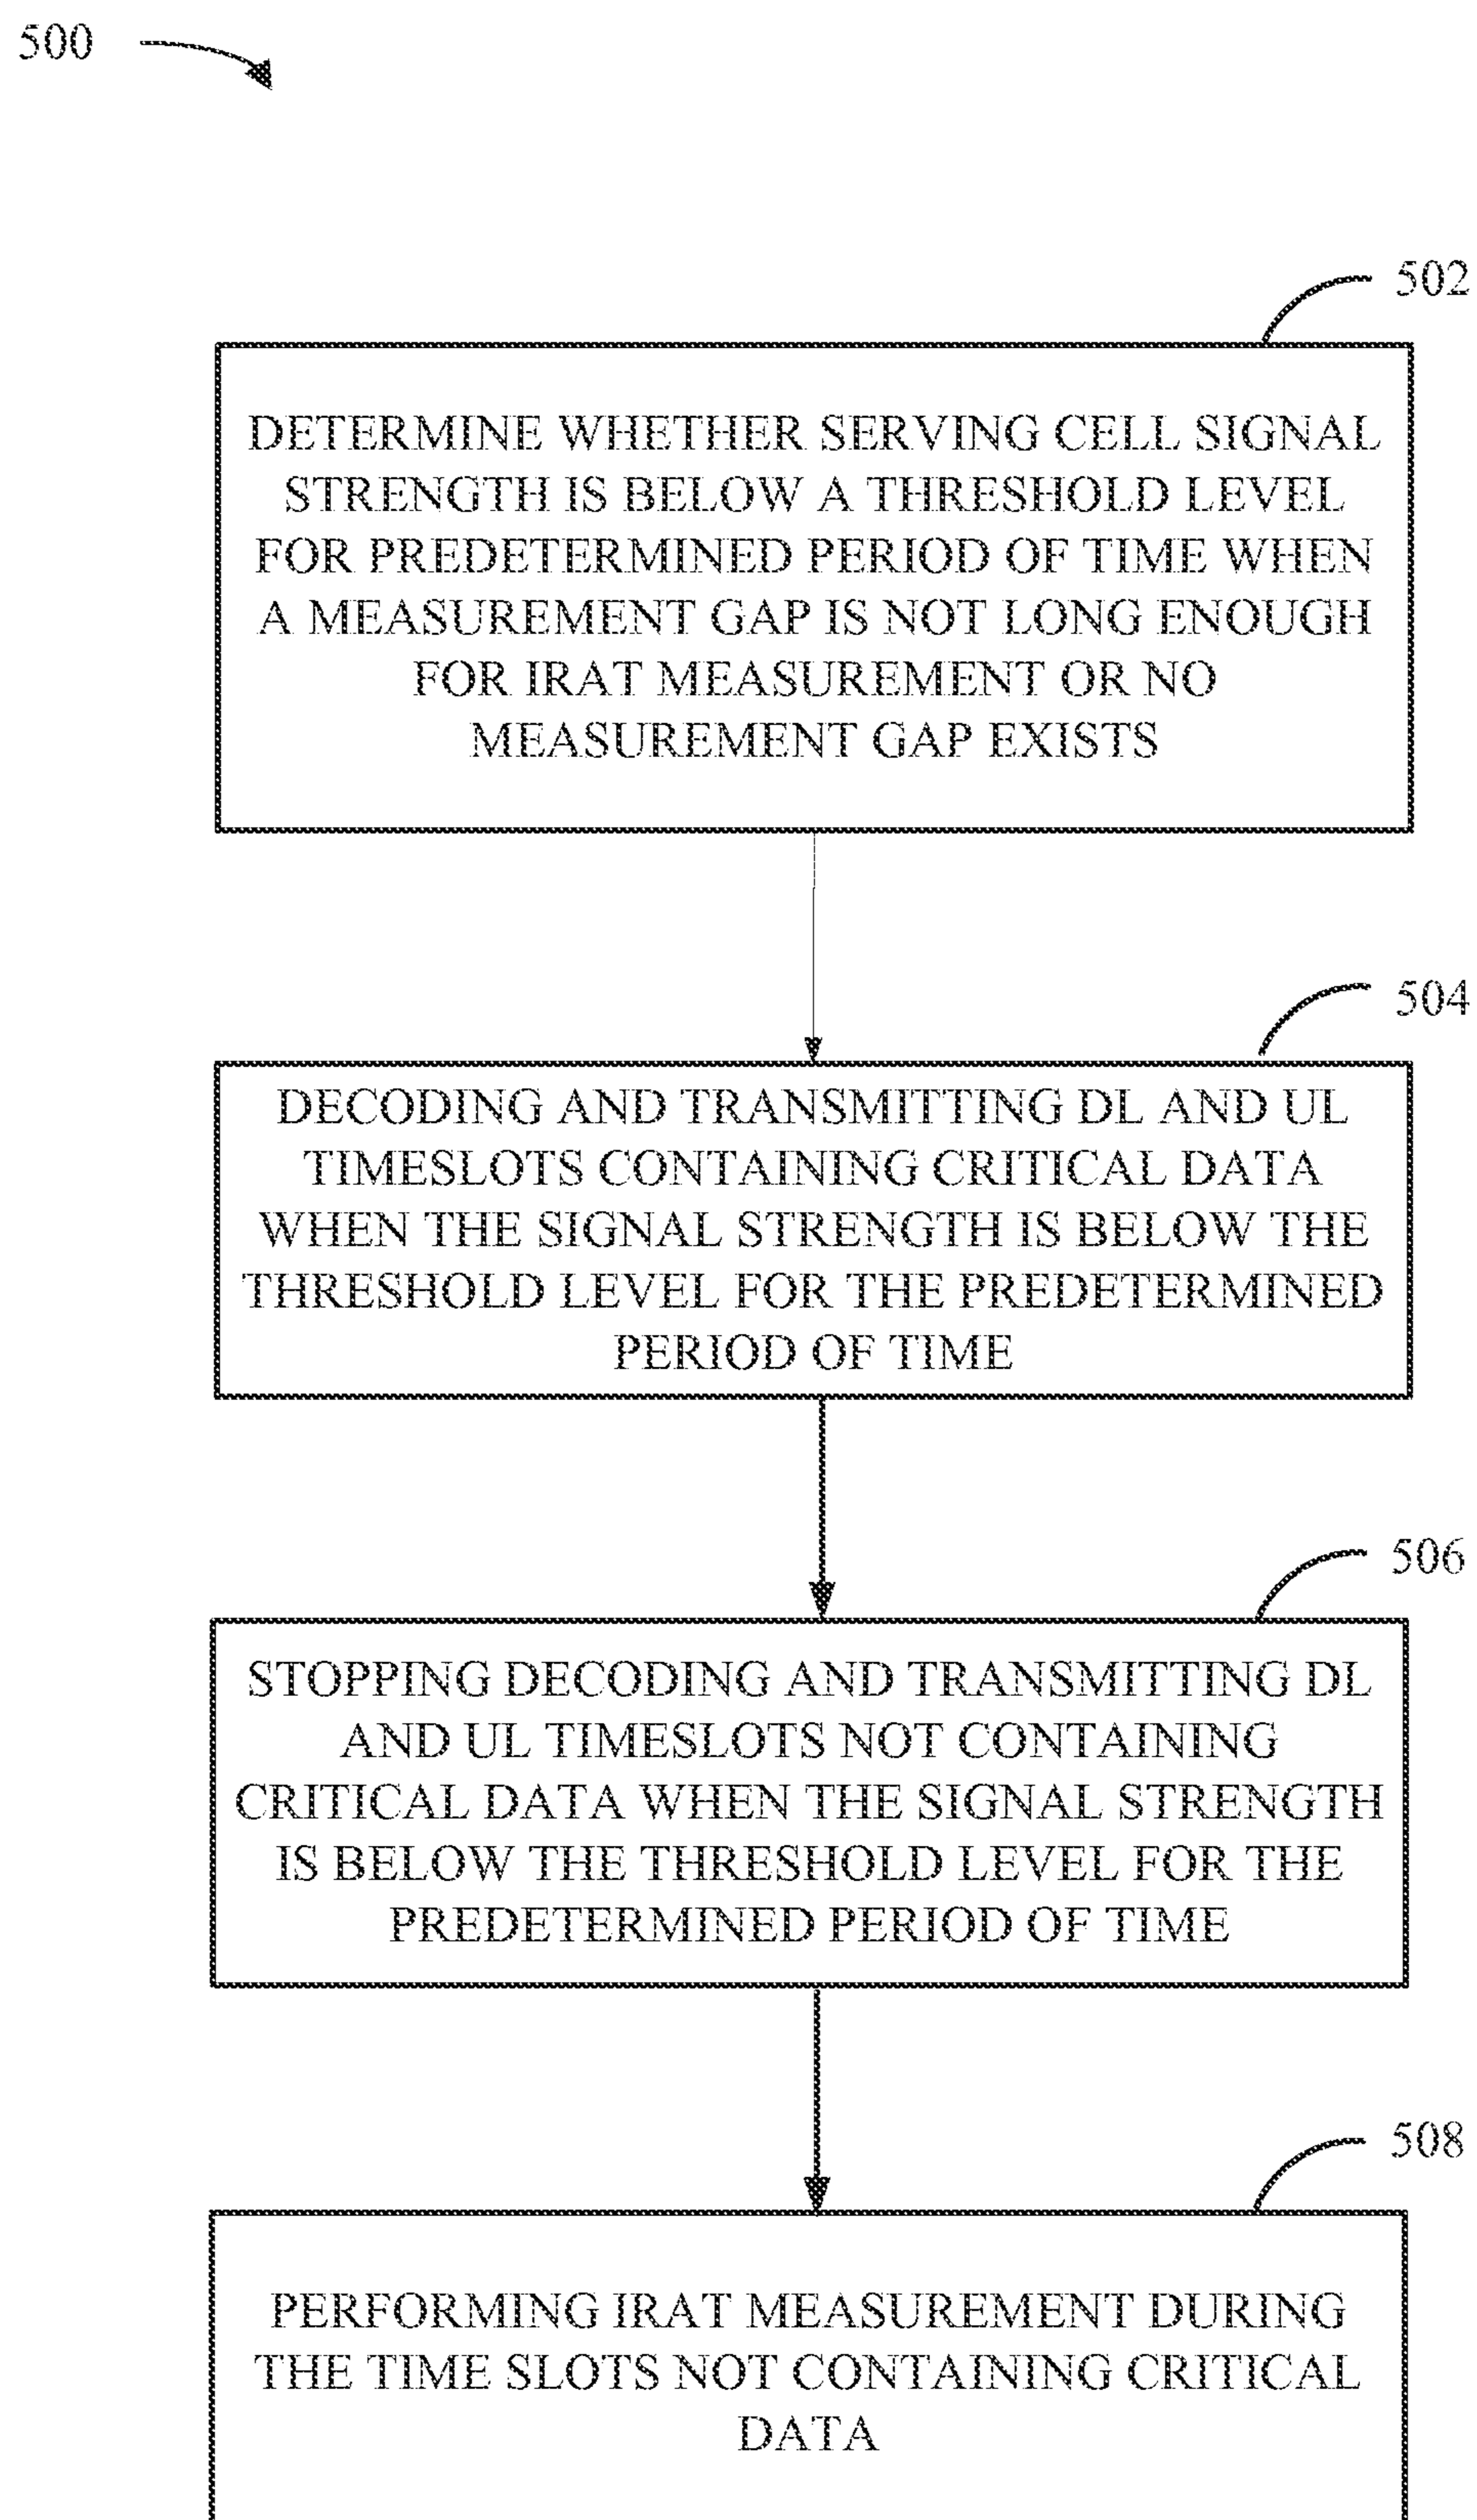 500
502
DETERMINE WHETHER SERVING CELL SIGNAL
STRENGTH IS BELOW A THRESHOLD LEVEL
FOR PREDETERMINED PERIOD OF TIME WHEN
A MEASUREMENT GAP IS NOT LONG ENOUGH
FOR IRAT MEASUREMENT OR NO
MEASUREMENT GAP EXISTS
504
DECODING AND TRANSMITTING DL AND UL
TIMESLOTS CONTAINING CRITICAL DATA
WHEN THE SIGNAL STRENGTH IS BELOW THE
THRESHOLD LEVEL FOR THE PREDETERMINED
PERIOD OF TIME
506
STOPPING DECODING AND TRANSMITTING DL
AND UL TIMESLOTS NOT CONTAINING
CRITICAL DATA WHEN THE SIGNAL STRENGTH
IS BELOW THE THRESHOLD LEVEL FOR THE
PREDETERMINED PERIOD OF TIME
508
PERFORMING IRAT MEASUREMENT DURING
THE TIME SLOTS NOT CONTAINING CRITICAL
DATA